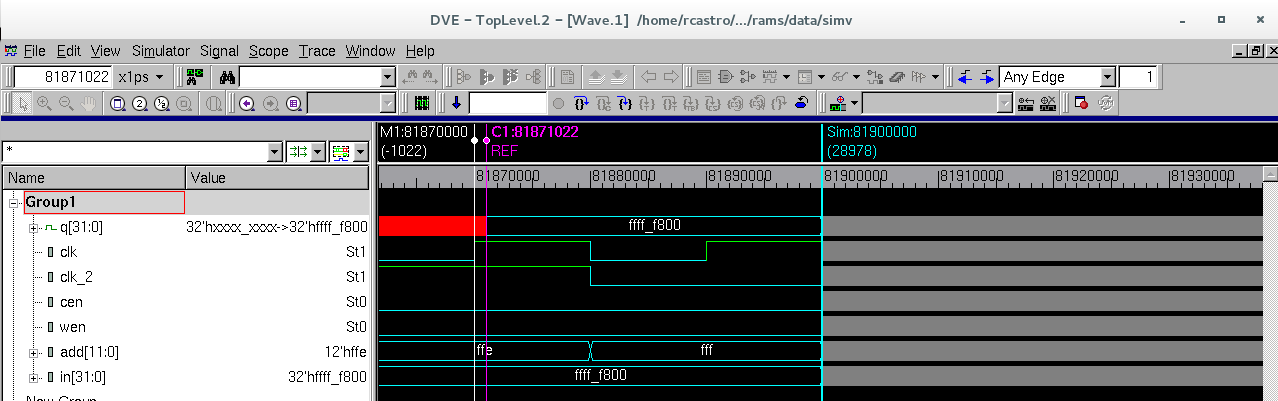 DVE - TopLevel.2 - [Wave.1] /home/rcastro/.../rams/data/simv
File Edit View Simulator Signal Scope Trace Window Help
81871022 x1ps Any Edge 1
M1:81870000 C1:81871022 Sim:81900000
* (-1022) REF (28978)
Name Value 81870000 81880000 81890000 81900000 81910000 81920000 81930000
Group1
q[31:0] 32'hxxxx_xxxx->32'hffff_f800 ffff_f800
clk St1
clk_2 St1
cen St0
wen St0
add[11:0] 12'hffe ffe fff
in[31:0] 32'hffff_f800 ffff_f800
New Group